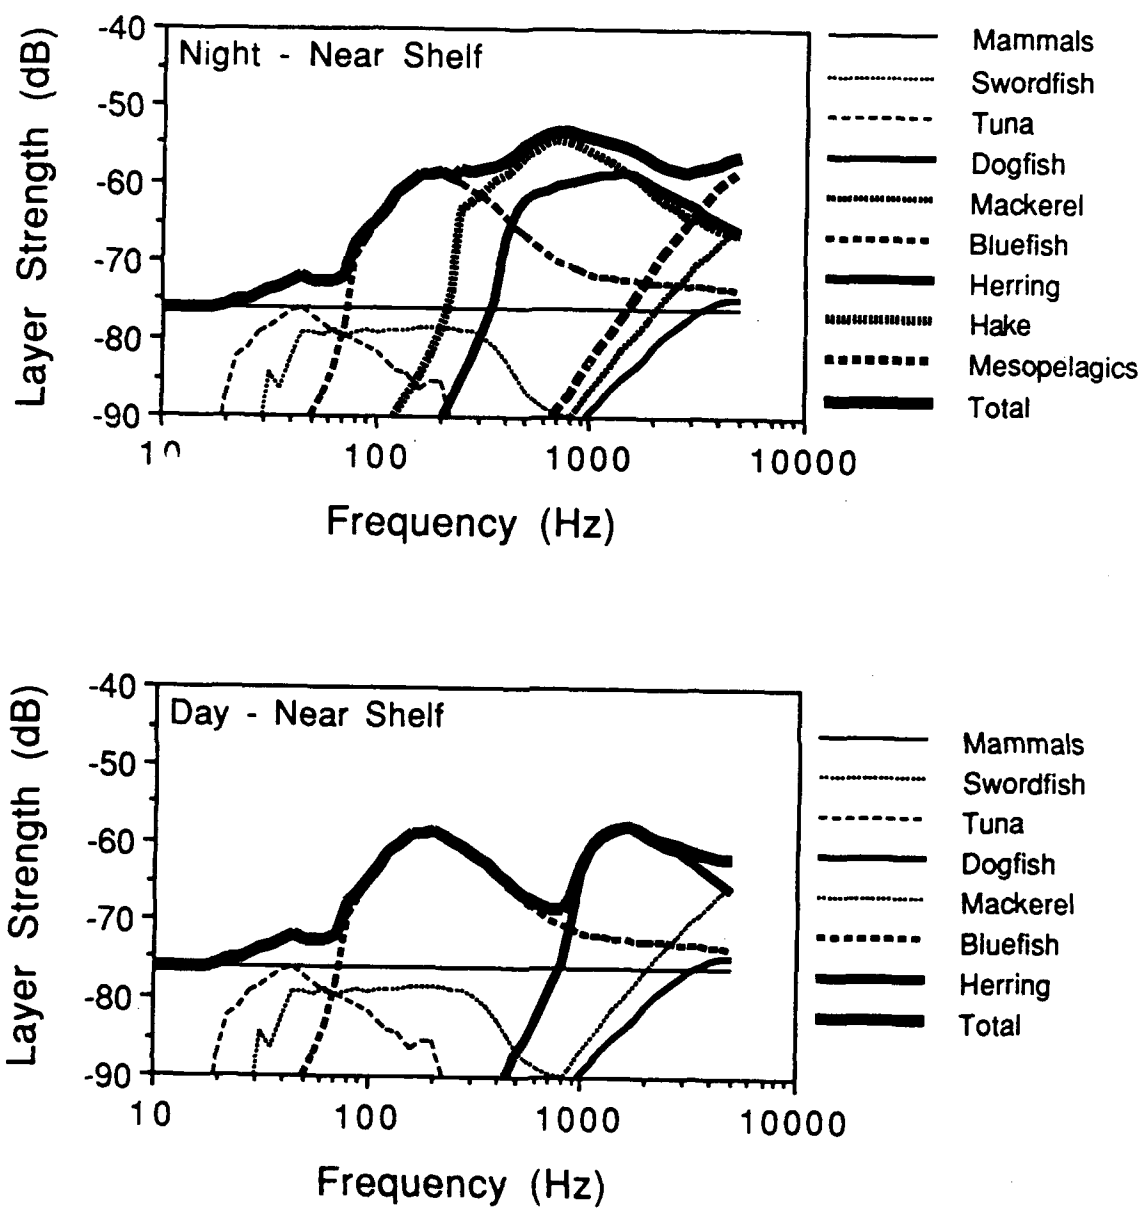 Night - Near Shelf
Layer Strength (dB)
-40
-50
-60
-70
-80
-90
100
1000
10000
Frequency (Hz)
Mammals
Swordfish
Tuna
Dogfish
Mackerel
Bluefish
Herring
Hake
Mesopelagics
Total
Day - Near Shelf
Layer Strength (dB)
-40
-50
-60
-70
-80
-90
10
100
1000
10000
Frequency (Hz)
Mammals
Swordfish
Tuna
Dogfish
Mackerel
Bluefish
Herring
Total